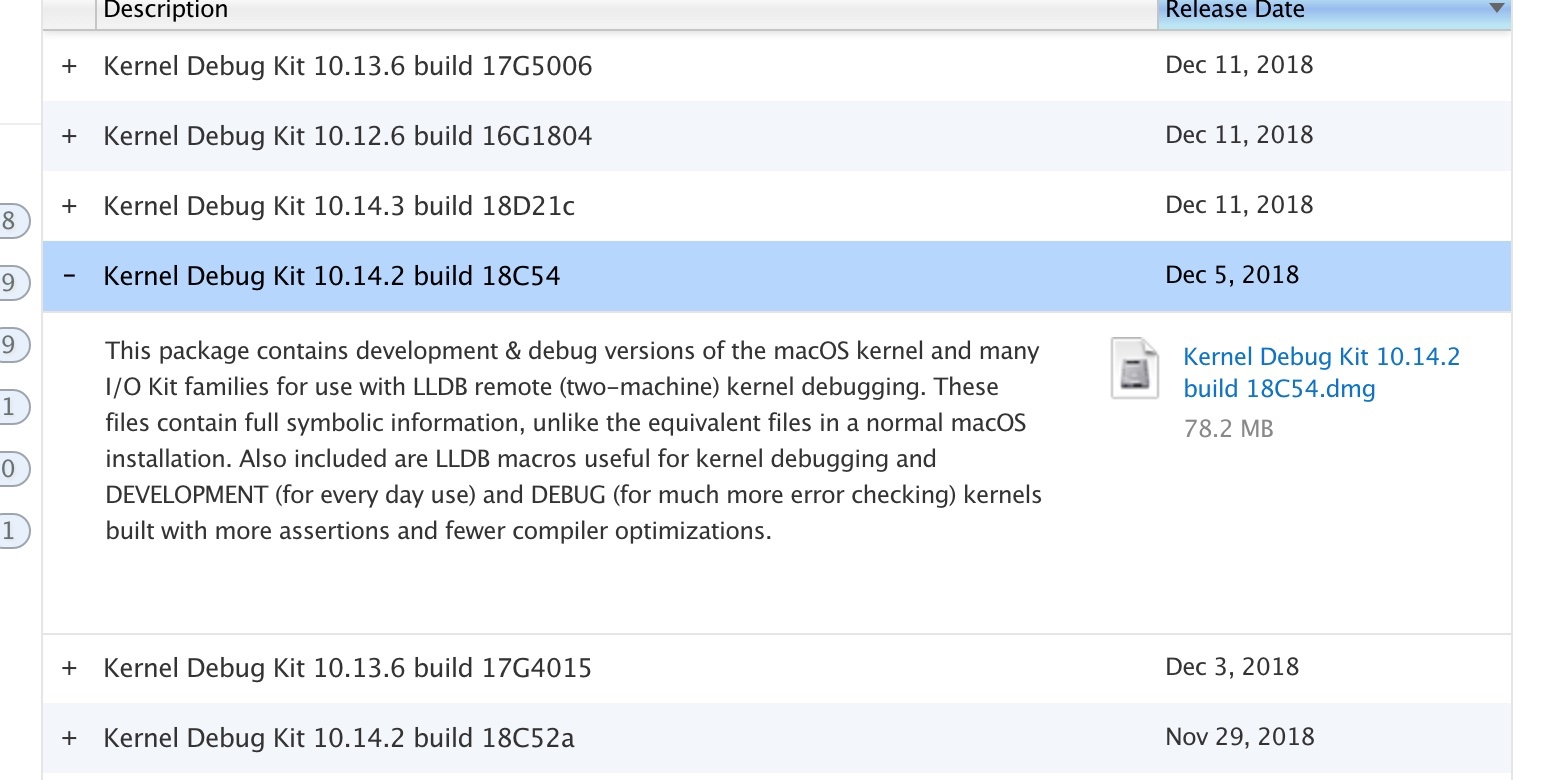 Description
Release Date
+ Kernel Debug Kit 10.13.6 build 17G5006 Dec 11, 2018
+ Kernel Debug Kit 10.12.6 build 16G1804 Dec 11, 2018
8
+ Kernel Debug Kit 10.14.3 build 18D21c Dec 11, 2018
9
– Kernel Debug Kit 10.14.2 build 18C54 Dec 5, 2018
9
This package contains development & debug versions of the macOS kernel and many
I/O Kit families for use with LLDB remote (two-machine) kernel debugging. These
files contain full symbolic information, unlike the equivalent files in a normal macOS
installation. Also included are LLDB macros useful for kernel debugging and
DEVELOPMENT (for every day use) and DEBUG (for much more error checking) kernels
built with more assertions and fewer compiler optimizations.
Kernel Debug Kit 10.14.2
build 18C54.dmg
78.2 MB
1
0
1
+ Kernel Debug Kit 10.13.6 build 17G4015 Dec 3, 2018
+ Kernel Debug Kit 10.14.2 build 18C52a Nov 29, 2018